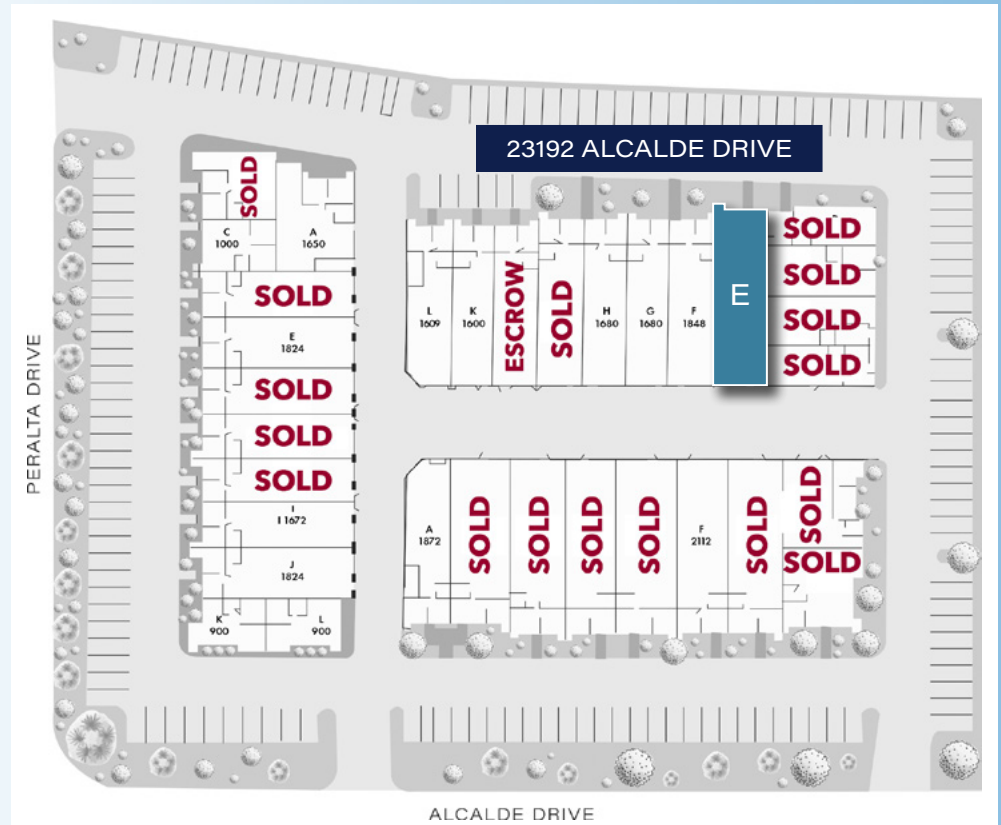 23192 ALCALDE DRIVE
SOLD
C
1000
A
1650
SOLD
E
1824
SOLD
SOLD
SOLD
I
I 1672
J
1824
K
900
L
900
L
1609
K
1600
ESCROW
SOLD
H
1680
G
1680
F
1848
E
SOLD
SOLD
SOLD
SOLD
A
1872
SOLD
SOLD
SOLD
SOLD
F
2112
SOLD
SOLD
SOLD
PERALTA DRIVE
ALCALDE DRIVE